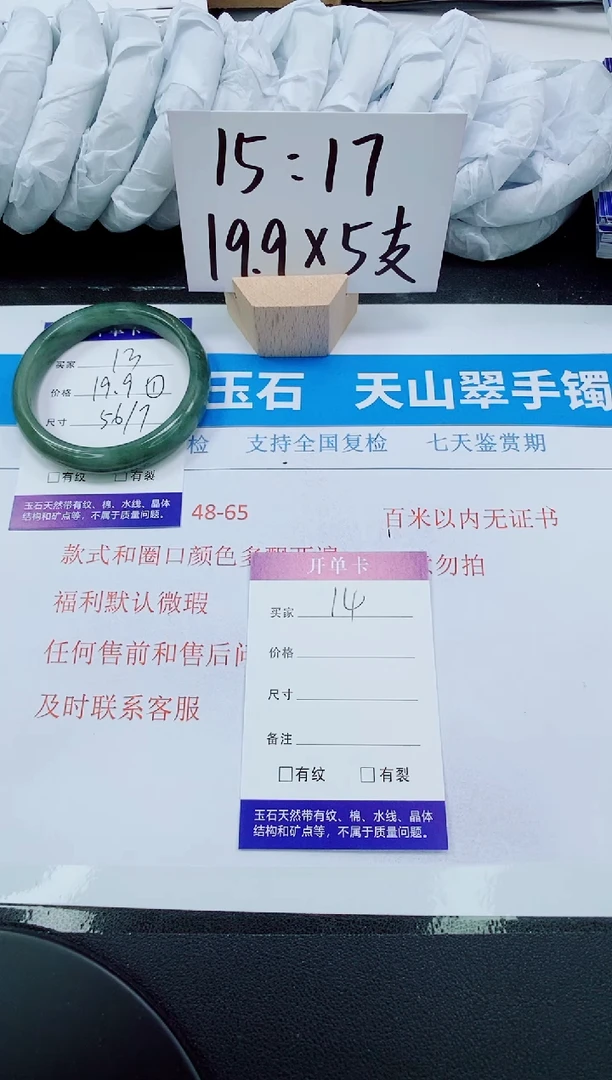 15:17
19.9×5支
买家 13
价格 19.9 ①
尺寸 56/7
有纹 有裂
玉石天然带有纹、棉、水线、晶体
结构和矿点等，不属于质量问题。
玉石 天山翠手镯
检 支持全国复检 七天鉴赏期
48-65
百米以内无证书
款式和圈口颜色多
勿拍
福利默认微瑕
任何售前和售后问
及时联系客服
开单卡
买家 14
价格
尺寸
备注
有纹 有裂
玉石天然带有纹、棉、水线、晶体
结构和矿点等，不属于质量问题。